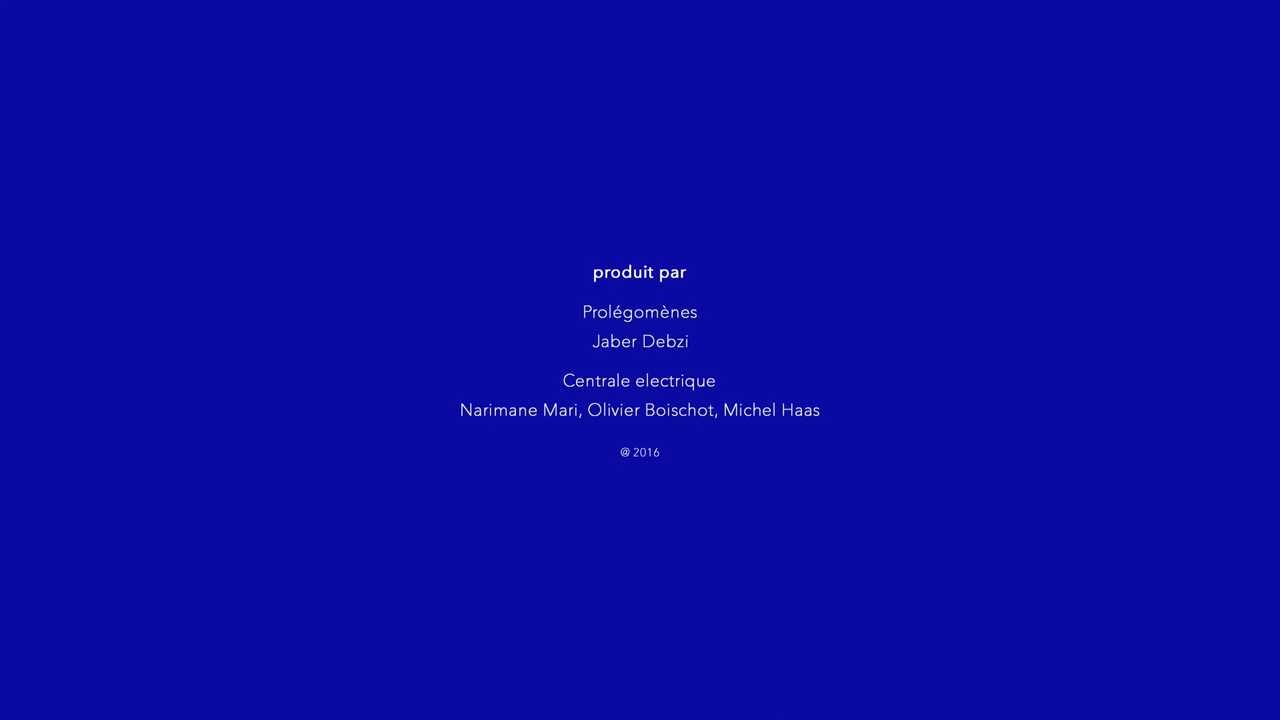 produit par
Prolégomènes
Jaber Debzi
Centrale electrique
Narimane Mari, Olivier Boischot, Michel Haas
@ 2016